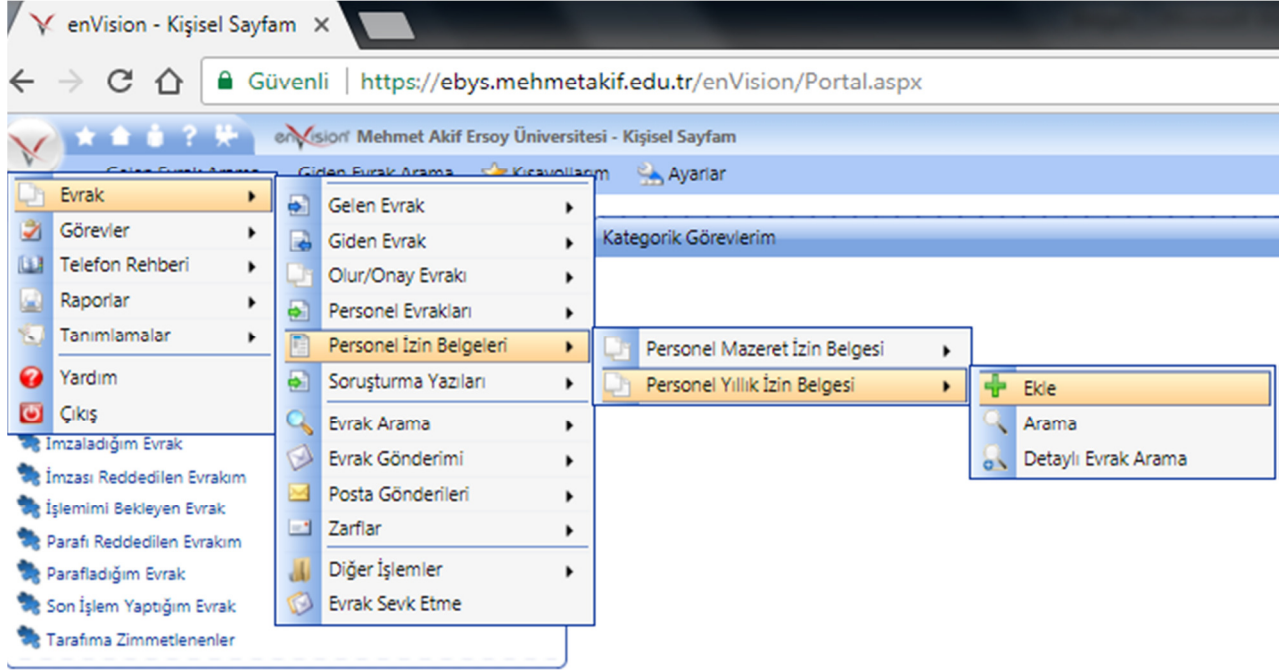 enVision - Kişisel Sayfam
Güvenli https://ebys.mehmetakif.edu.tr/enVision/Portal.aspx
enVision Mehmet Akif Ersoy Üniversitesi - Kişisel Sayfam
Gelen Evrak Arama Giden Evrak Arama Kısayollarım Ayarlar
Kategorik Görevlerim
Evrak
Görevler
Telefon Rehberi
Raporlar
Tanımlamalar
Yardım
Çıkış
İmzaladığım Evrak
İmzası Reddedilen Evrakım
İşlemimi Bekleyen Evrak
Parafı Reddedilen Evrakım
Parafladığım Evrak
Son İşlem Yaptığım Evrak
Tarafıma Zimmetlenenler
Gelen Evrak
Giden Evrak
Olur/Onay Evrakı
Personel Evrakları
Personel İzin Belgeleri
Soruşturma Yazıları
Evrak Arama
Evrak Gönderimi
Posta Gönderileri
Zarflar
Diğer İşlemler
Evrak Sevk Etme
Personel Mazeret İzin Belgesi
Personel Yıllık İzin Belgesi
Ekle
Arama
Detaylı Evrak Arama